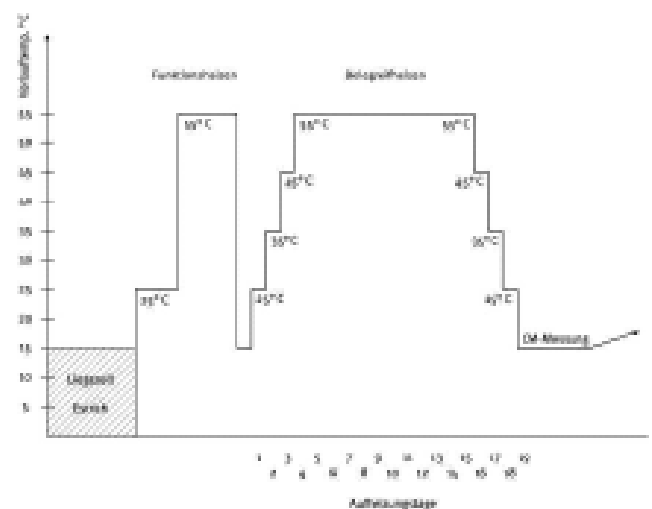 Vorlauftemp. °C
Funktionsheizen
Belegreifheizen
55
50
45
40
35
30
25
20
15
10
5
55°C
55°C
55°C
45°C
45°C
35°C
35°C
25°C
25°C
25°C
CM-Messung
Liegezeit
Estrich
1 3 5 7 9 11 13 15 17 19
2 4 6 8 10 12 14 16 18
Aufheizungstage